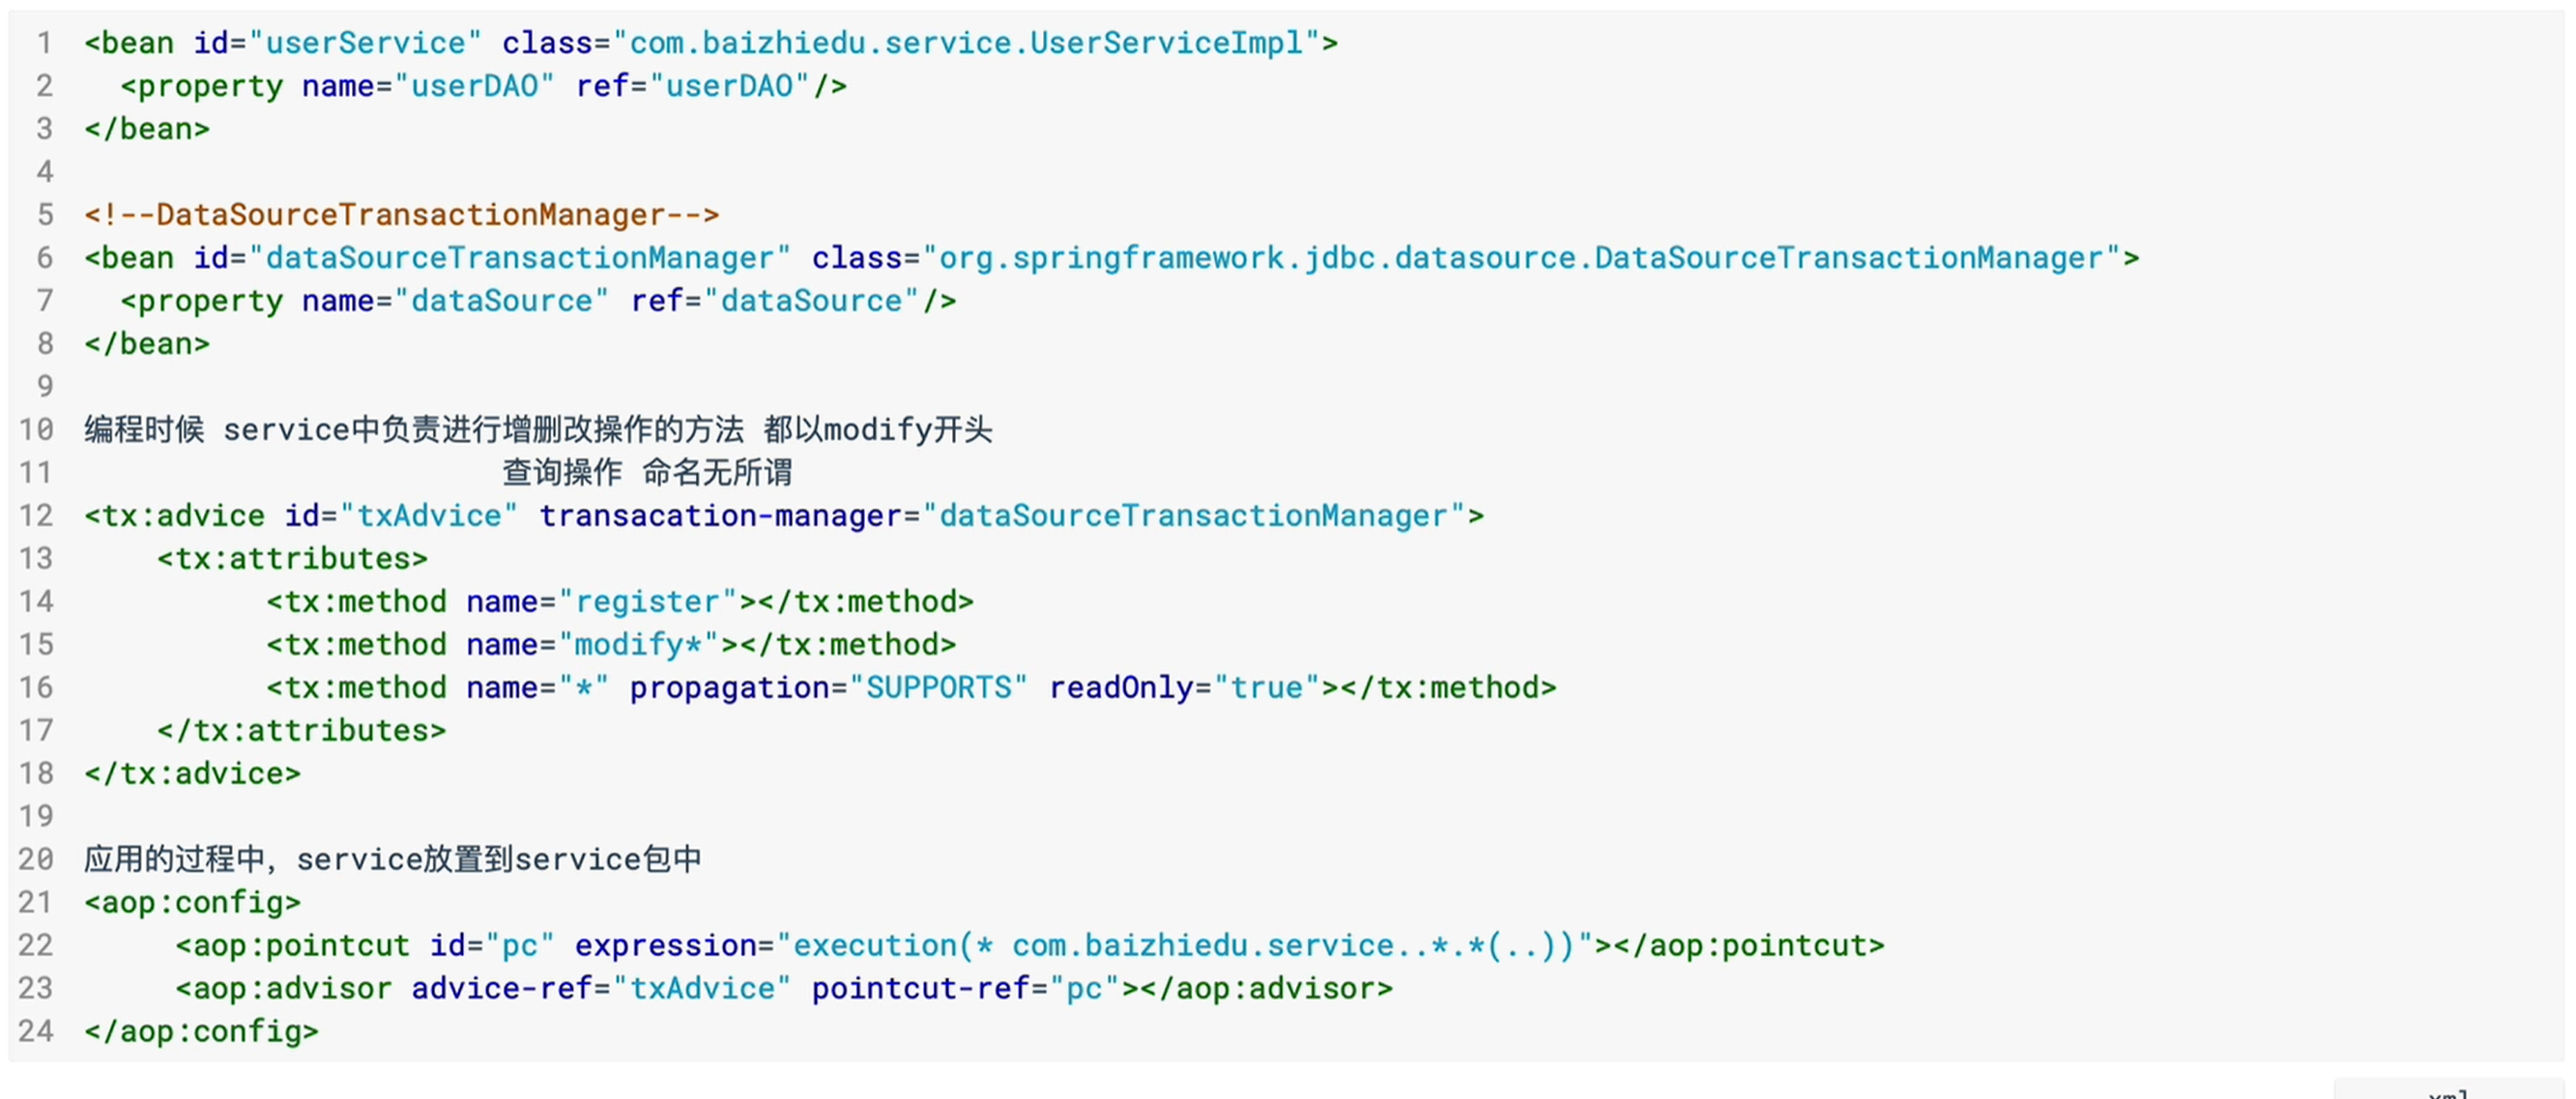 1 <bean id="userService" class="com.baizhiedu.service.UserServiceImpl">
2   <property name="userDAO" ref="userDAO"/>
3 </bean>
4
5 <!--DataSourceTransactionManager-->
6 <bean id="dataSourceTransactionManager" class="org.springframework.jdbc.datasource.DataSourceTransactionManager">
7   <property name="dataSource" ref="dataSource"/>
8 </bean>
9
10 编程时候 service中负责进行增删改操作的方法 都以modify开头
11                        查询操作 命名无所谓
12 <tx:advice id="txAdvice" transacation-manager="dataSourceTransactionManager">
13     <tx:attributes>
14           <tx:method name="register"></tx:method>
15           <tx:method name="modify*"></tx:method>
16           <tx:method name="*" propagation="SUPPORTS" readOnly="true"></tx:method>
17     </tx:attributes>
18 </tx:advice>
19
20 应用的过程中，service放置到service包中
21 <aop:config>
22      <aop:pointcut id="pc" expression="execution(* com.baizhiedu.service..*.*(..))"></aop:pointcut>
23      <aop:advisor advice-ref="txAdvice" pointcut-ref="pc"></aop:advisor>
24 </aop:config>